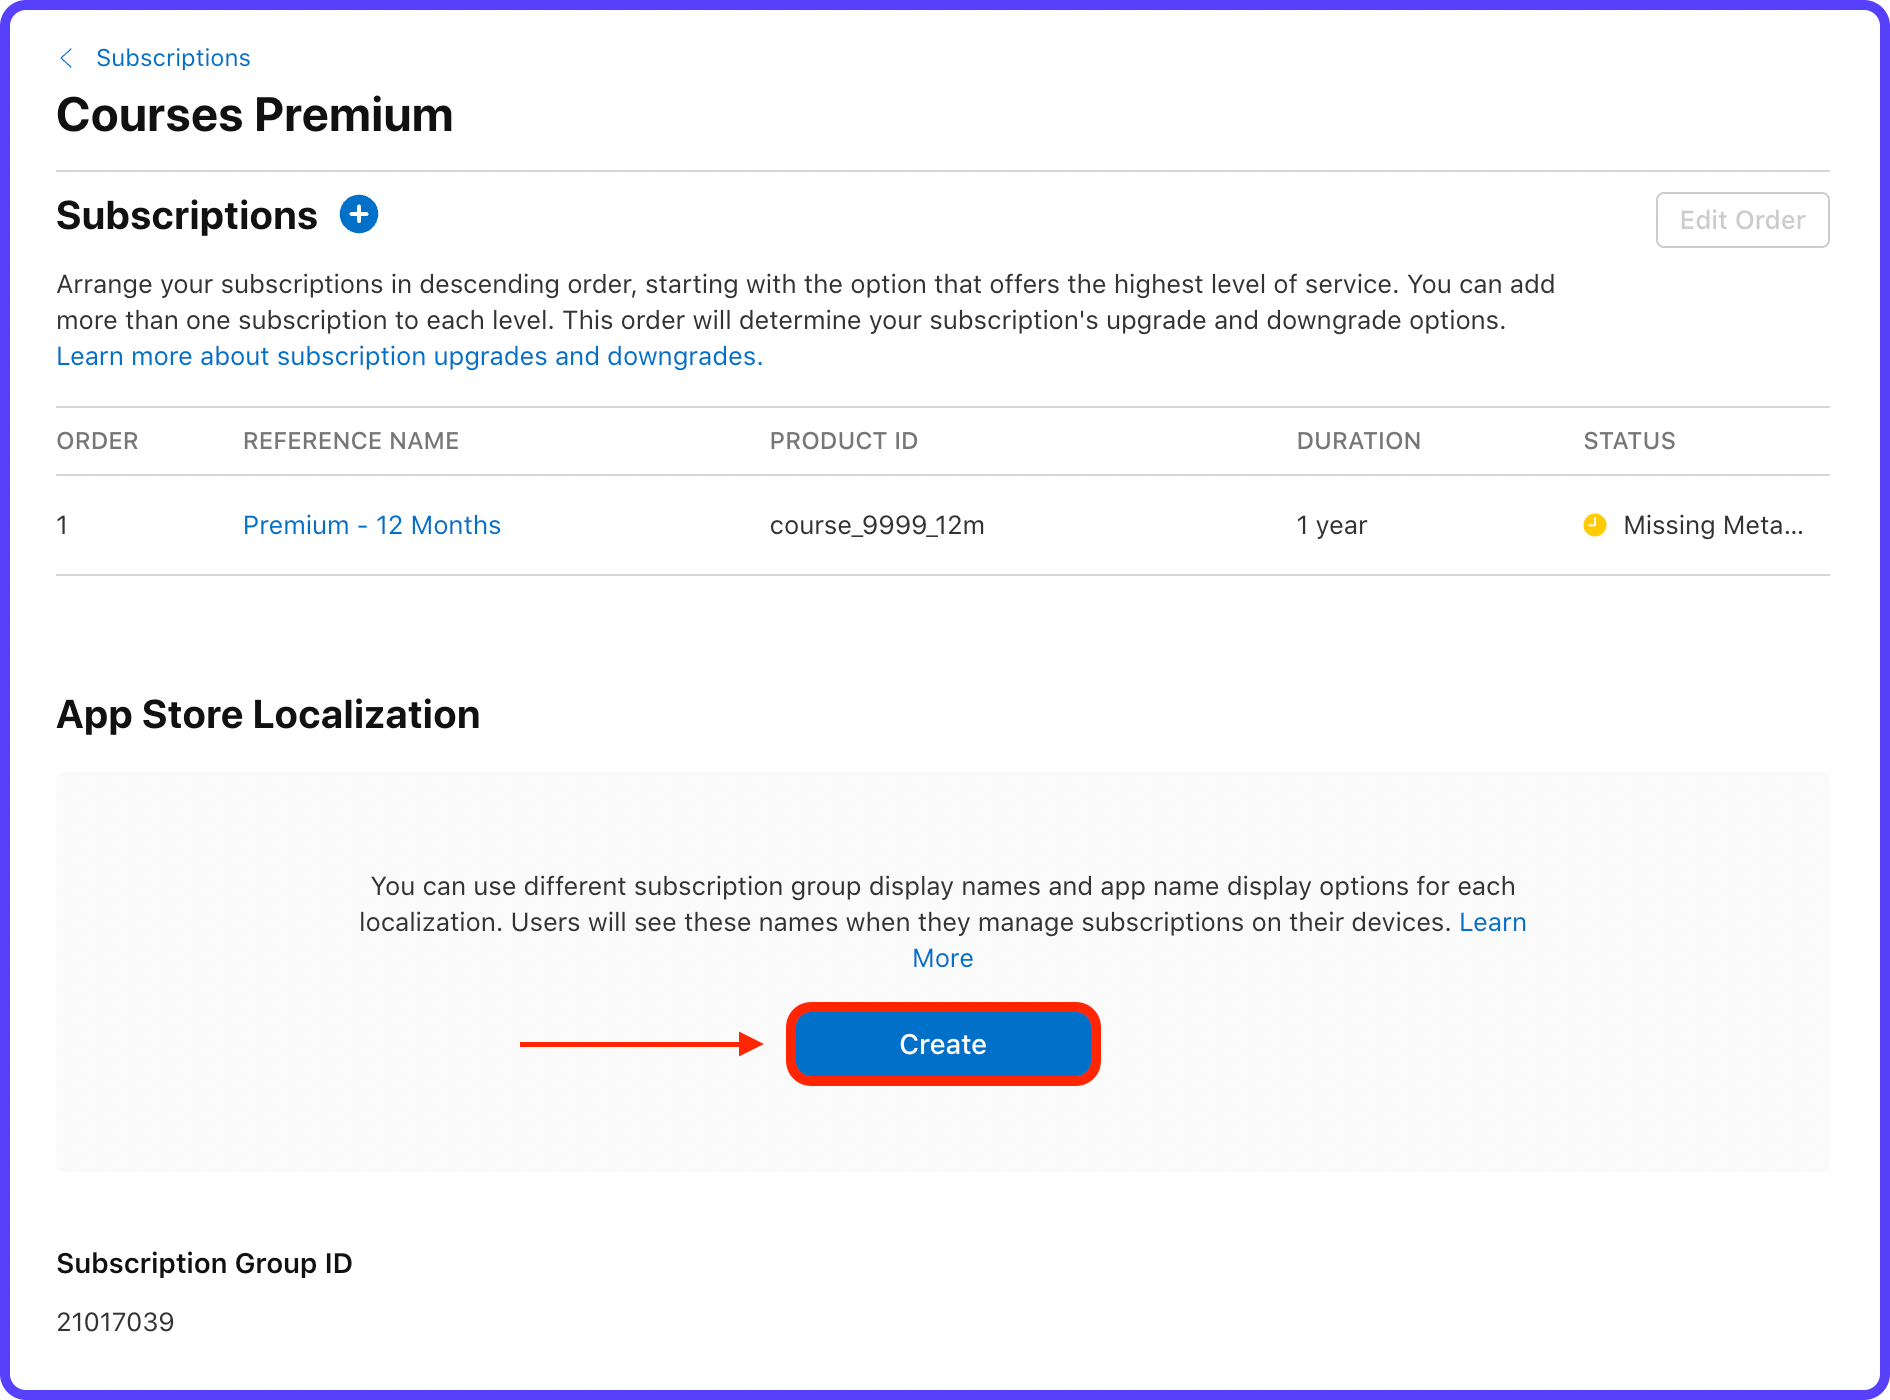 Subscriptions
Courses Premium
Subscriptions
Edit Order
Arrange your subscriptions in descending order, starting with the option that offers the highest level of service. You can add
more than one subscription to each level. This order will determine your subscription's upgrade and downgrade options.
Learn more about subscription upgrades and downgrades.
ORDER REFERENCE NAME PRODUCT ID DURATION STATUS
1 Premium - 12 Months course_9999_12m 1 year Missing Meta...
App Store Localization
You can use different subscription group display names and app name display options for each
localization. Users will see these names when they manage subscriptions on their devices. Learn
More
Create
Subscription Group ID
21017039